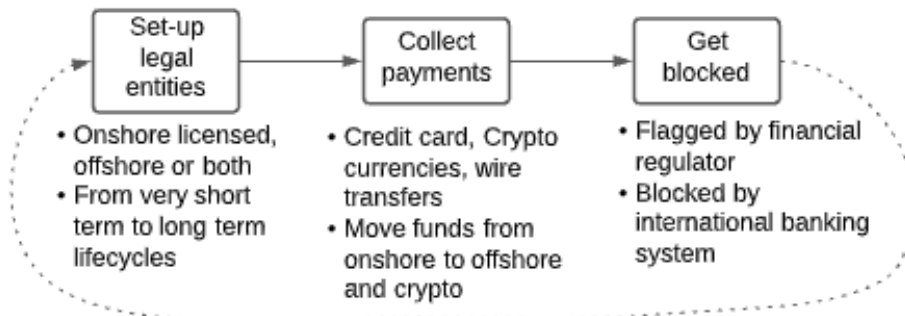 Set-up
legal
entities
Collect
payments
Get
blocked
• Onshore licensed,
offshore or both
• From very short
term to long term
lifecycles
• Credit card, Crypto
currencies, wire
transfers
• Move funds from
onshore to offshore
and crypto
• Flagged by financial
regulator
• Blocked by
international banking
system